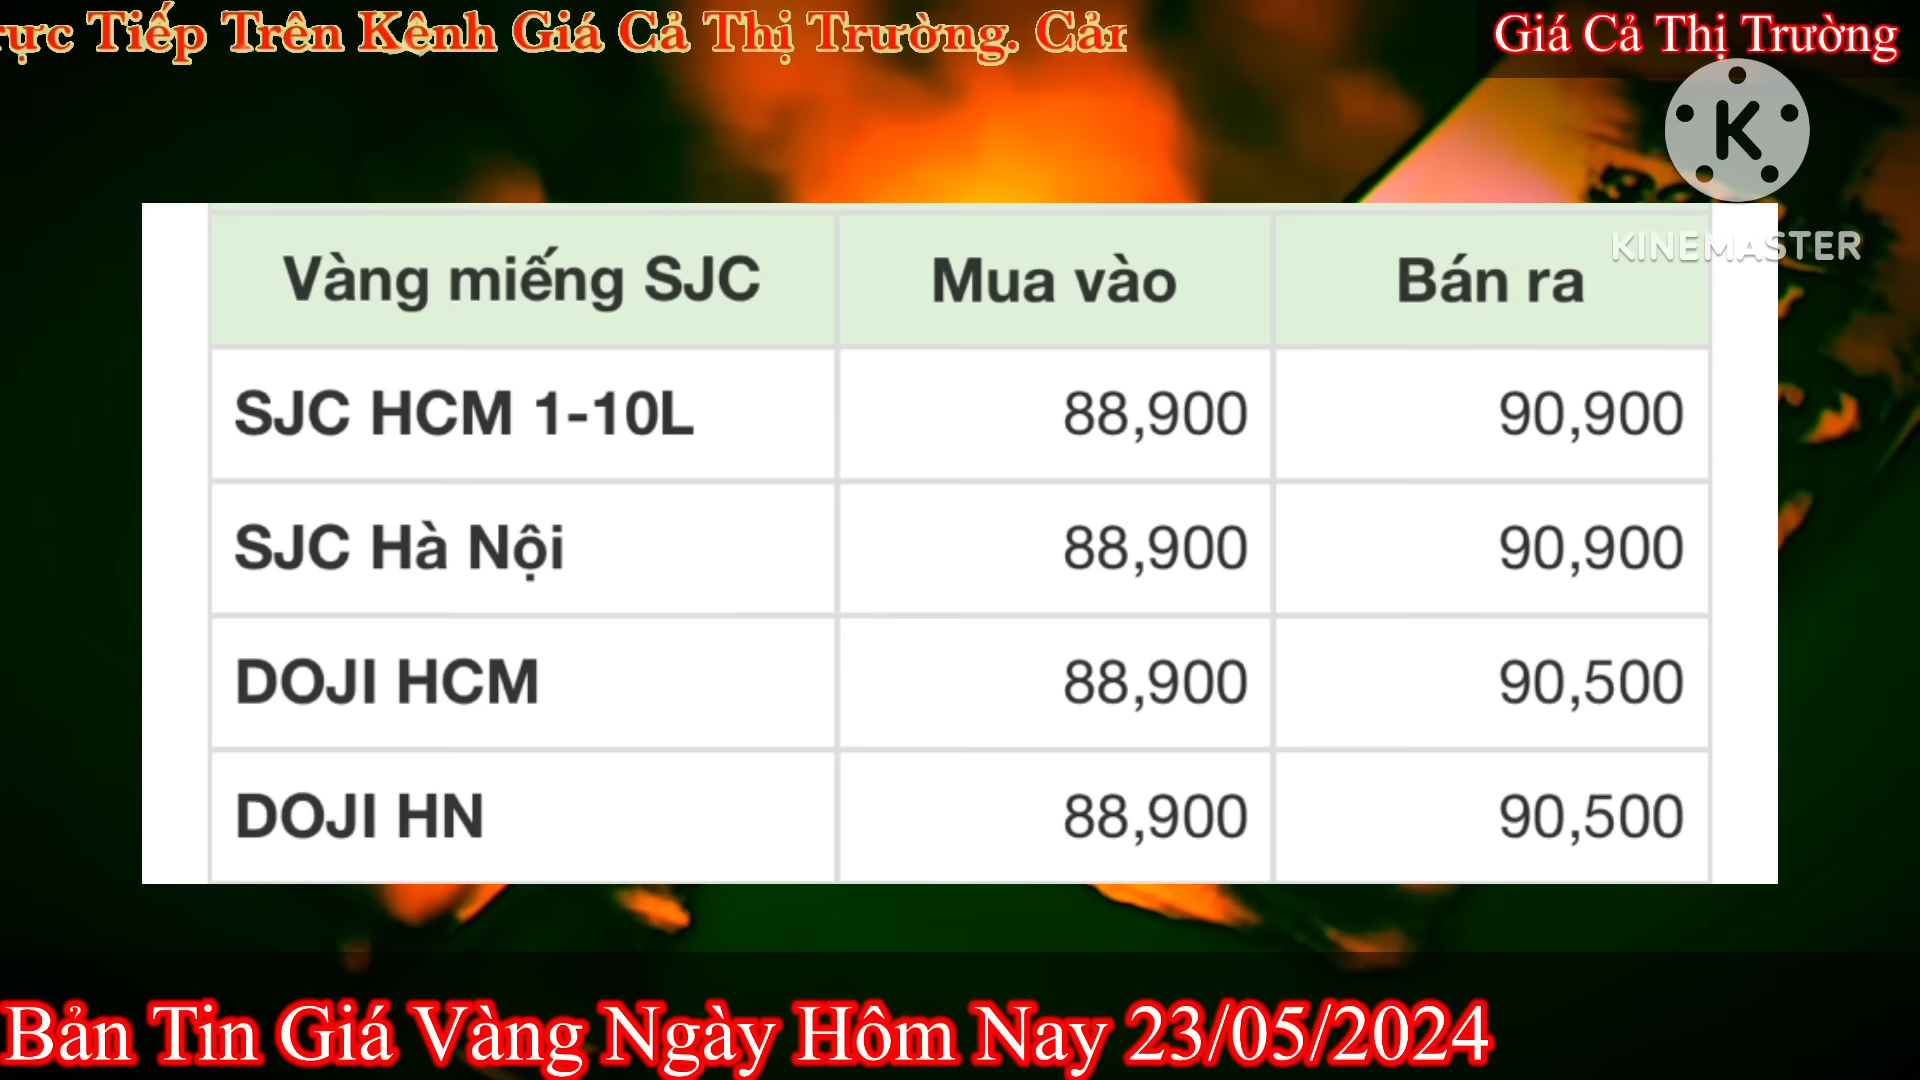 Tiếp Trên Kênh Giá Cả Thị Trường.
Giá Cả Thị Trường
K
KINEMASTER
Vàng miếng SJC Mua vào Bán ra
SJC HCM 1-10L 88,900 90,900
SJC Hà Nội 88,900 90,900
DOJI HCM 88,900 90,500
DOJI HN 88,900 90,500
Bản Tin Giá Vàng Ngày Hôm Nay 23/05/2024